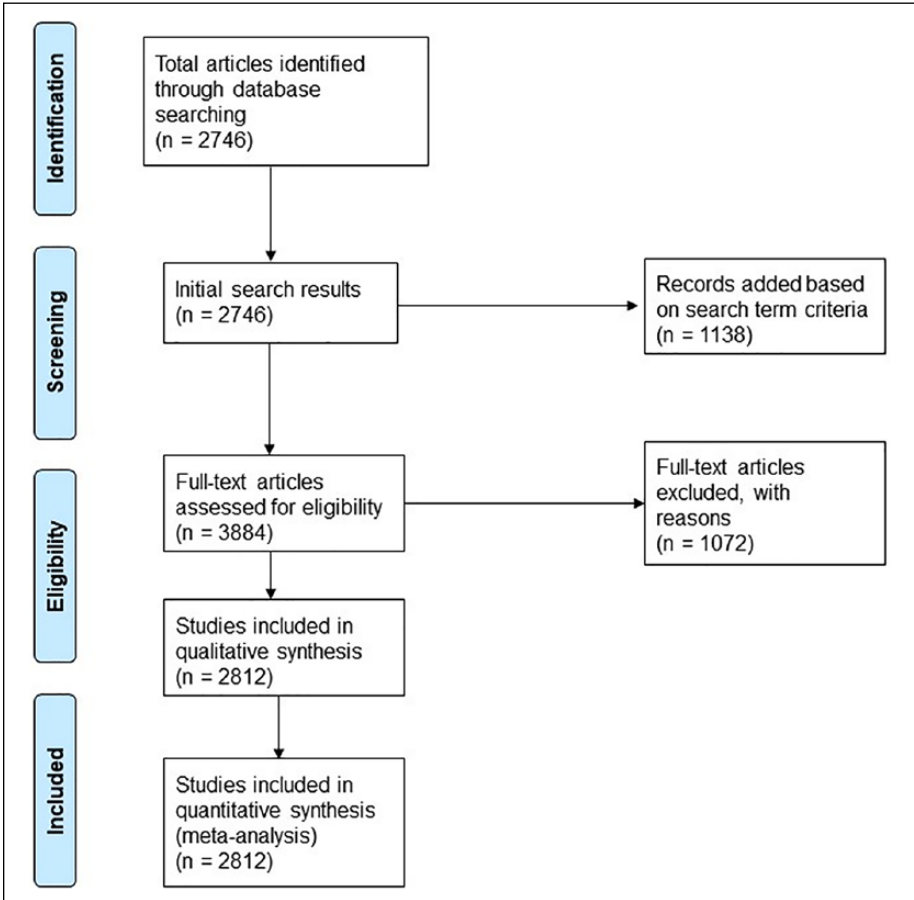 Identification
Total articles identified
through database
searching
(n = 2746)
Screening
Initial search results
(n = 2746)
Records added based
on search term criteria
(n = 1138)
Eligibility
Full-text articles
assessed for eligibility
(n = 3884)
Full-text articles
excluded, with
reasons
(n = 1072)
Studies included in
qualitative synthesis
(n = 2812)
Included
Studies included in
quantitative synthesis
(meta-analysis)
(n = 2812)